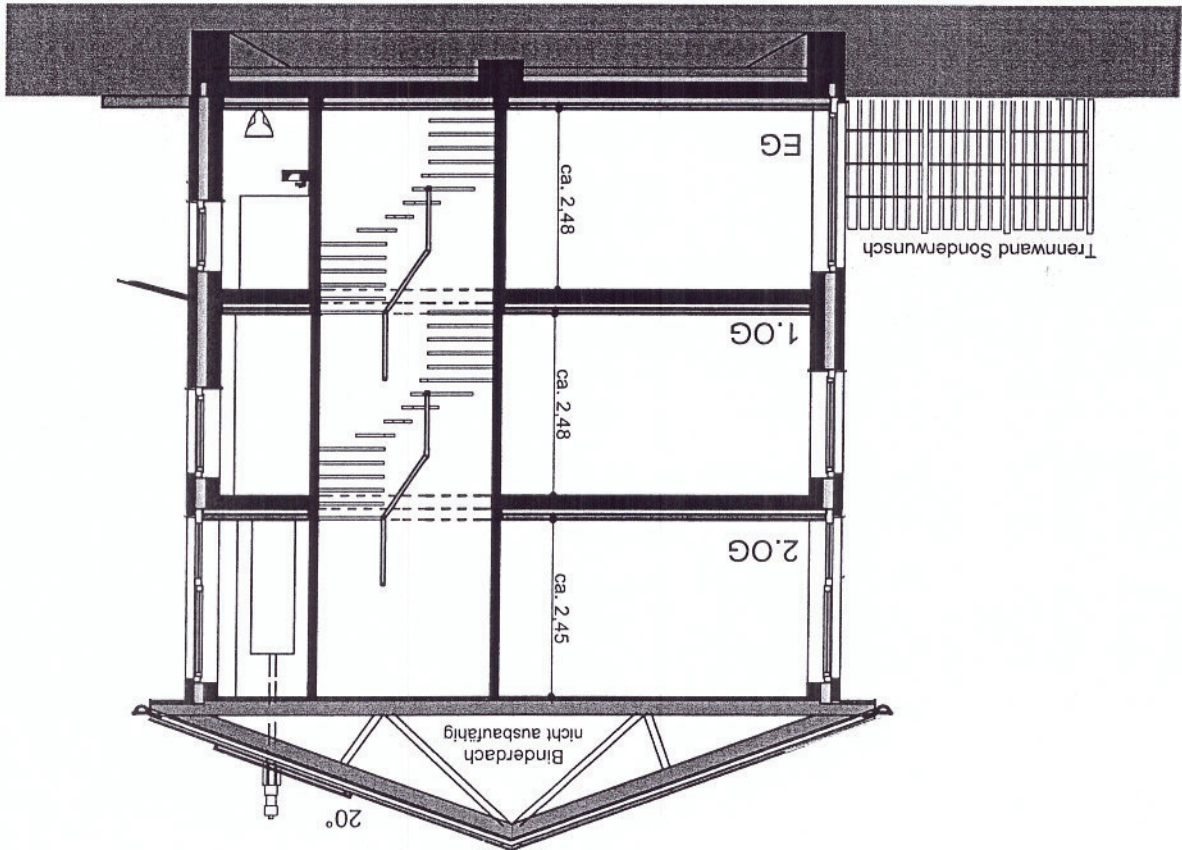 20°
Binderdach
nicht ausbaufähig
2.OG
ca. 2,45
1.OG
ca. 2,48
Trennwand Sonderwunsch
EG
ca. 2,48